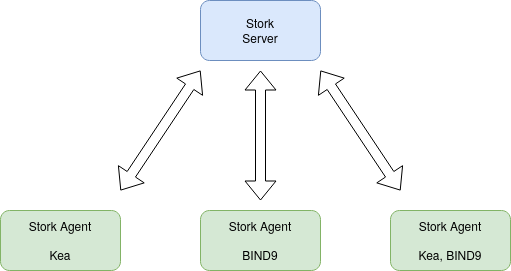 Stork
Server
Stork Agent
Kea
Stork Agent
BIND9
Stork Agent
Kea, BIND9